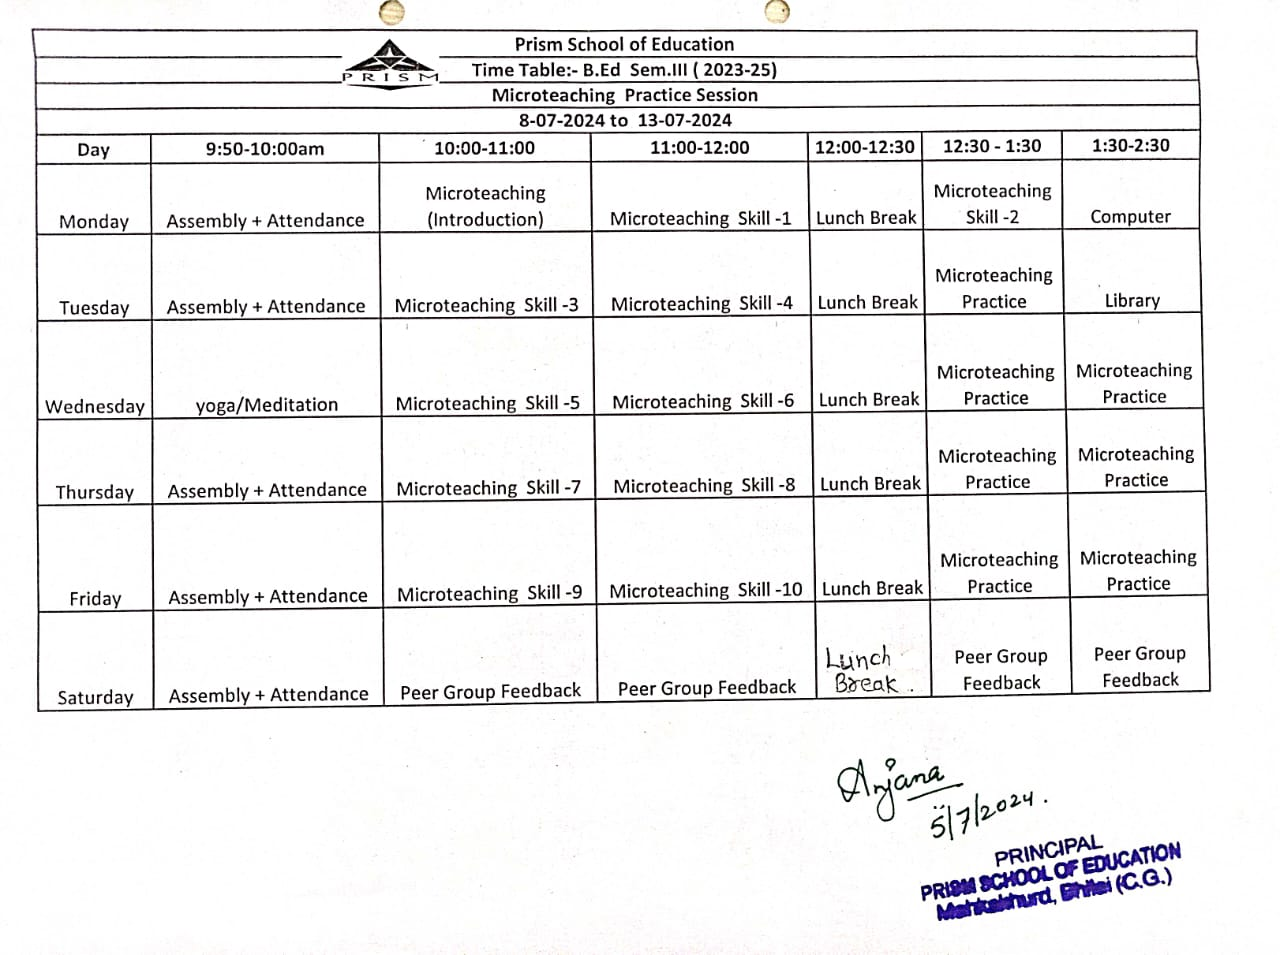 Prism School of Education
PRISM
Time Table:- B.Ed Sem.III ( 2023-25)
Microteaching Practice Session
8-07-2024 to 13-07-2024
Day 9:50-10:00am 10:00-11:00 11:00-12:00 12:00-12:30 12:30 - 1:30 1:30-2:30
Monday Assembly + Attendance Microteaching (Introduction) Microteaching Skill -1 Lunch Break Microteaching Skill -2 Computer
Tuesday Assembly + Attendance Microteaching Skill -3 Microteaching Skill -4 Lunch Break Microteaching Practice Library
Wednesday yoga/Meditation Microteaching Skill -5 Microteaching Skill -6 Lunch Break Microteaching Practice Microteaching Practice
Thursday Assembly + Attendance Microteaching Skill -7 Microteaching Skill -8 Lunch Break Microteaching Practice Microteaching Practice
Friday Assembly + Attendance Microteaching Skill -9 Microteaching Skill -10 Lunch Break Microteaching Practice Microteaching Practice
Saturday Assembly + Attendance Peer Group Feedback Peer Group Feedback Lunch Break . Peer Group Feedback Peer Group Feedback
Anjana
5/7/2024.
PRINCIPAL
PRISM SCHOOL OF EDUCATION
Bhilai (C.G.)